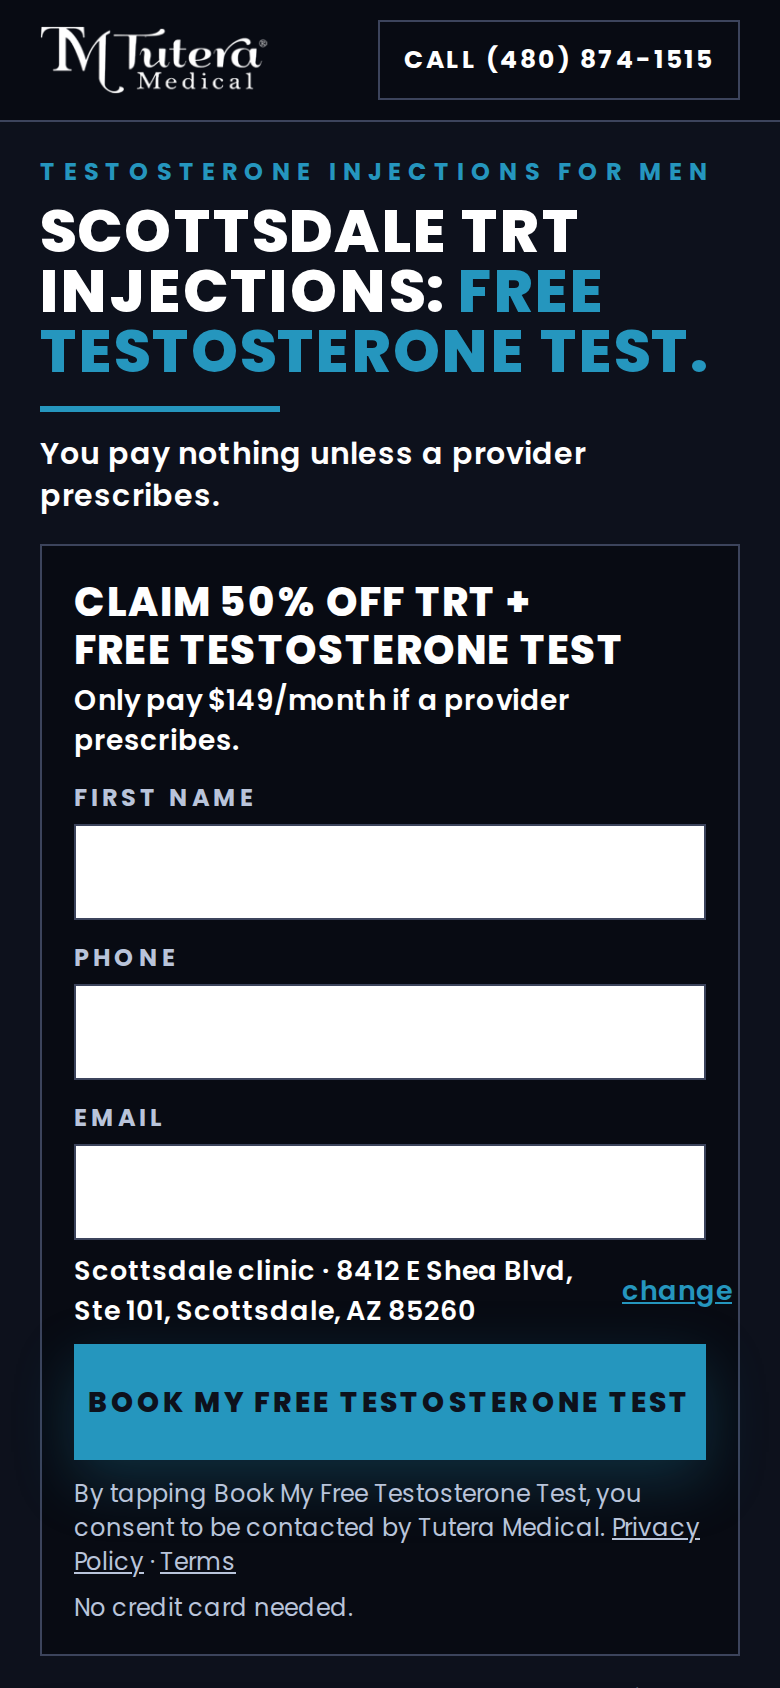 TM Tutera®
Medical
CALL (480) 874-1515
TESTOSTERONE INJECTIONS FOR MEN
SCOTTSDALE TRT
INJECTIONS: FREE
TESTOSTERONE TEST.
You pay nothing unless a provider
prescribes.
CLAIM 50% OFF TRT +
FREE TESTOSTERONE TEST
Only pay $149/month if a provider
prescribes.
FIRST NAME
PHONE
EMAIL
Scottsdale clinic · 8412 E Shea Blvd,
Ste 101, Scottsdale, AZ 85260
change
BOOK MY FREE TESTOSTERONE TEST
By tapping Book My Free Testosterone Test, you
consent to be contacted by Tutera Medical. Privacy
Policy · Terms
No credit card needed.